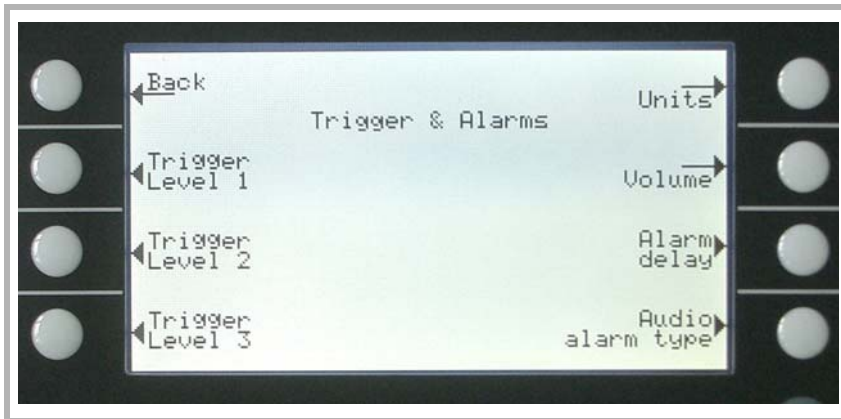 Back
Units
Trigger & Alarms
Trigger
Level 1
Volume
Trigger
Level 2
Alarm
delay
Trigger
Level 3
Audio
alarm type